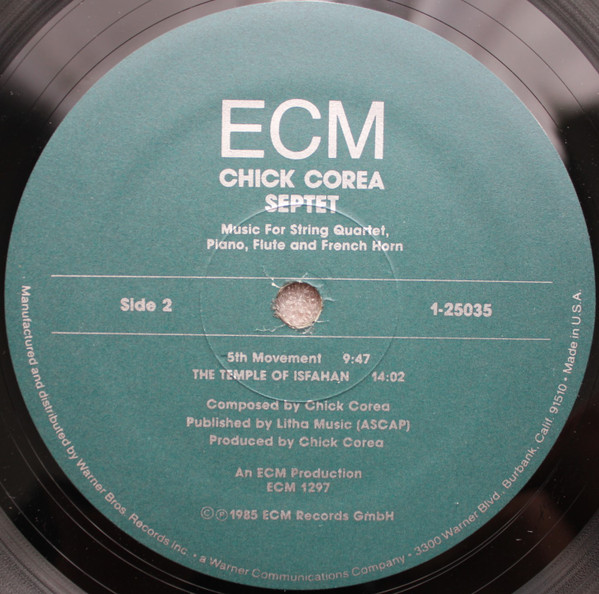 ECM
CHICK COREA
SEPTET
Music For String Quartet,
Piano, Flute and French Horn
Side 2
1-25035
5th Movement 9:47
THE TEMPLE OF ISFAHAN 14:02
Composed by Chick Corea
Published by Litha Music (ASCAP)
Produced by Chick Corea
An ECM Production
ECM 1297
©℗1985 ECM Records GmbH
Manufactured and distributed by Warner Bros. Records Inc. • a Warner Communications Company • 3300 Warner Blvd., Burbank, Calif. 91510 • Made in U.S.A.